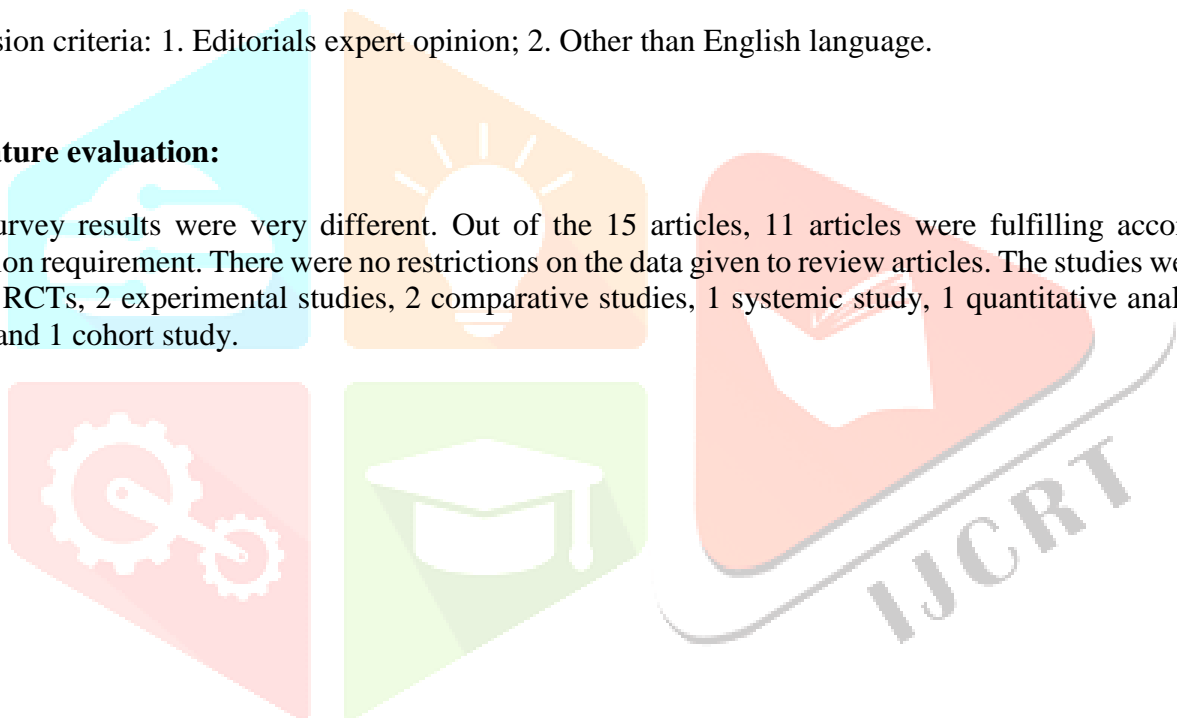 sion criteria: 1. Editorials expert opinion; 2. Other than English language.
ture evaluation:
urvey results were very different. Out of the 15 articles, 11 articles were fulfilling accor
ion requirement. There were no restrictions on the data given to review articles. The studies we
RCTs, 2 experimental studies, 2 comparative studies, 1 systemic study, 1 quantitative anal
and 1 cohort study.
IJCRT